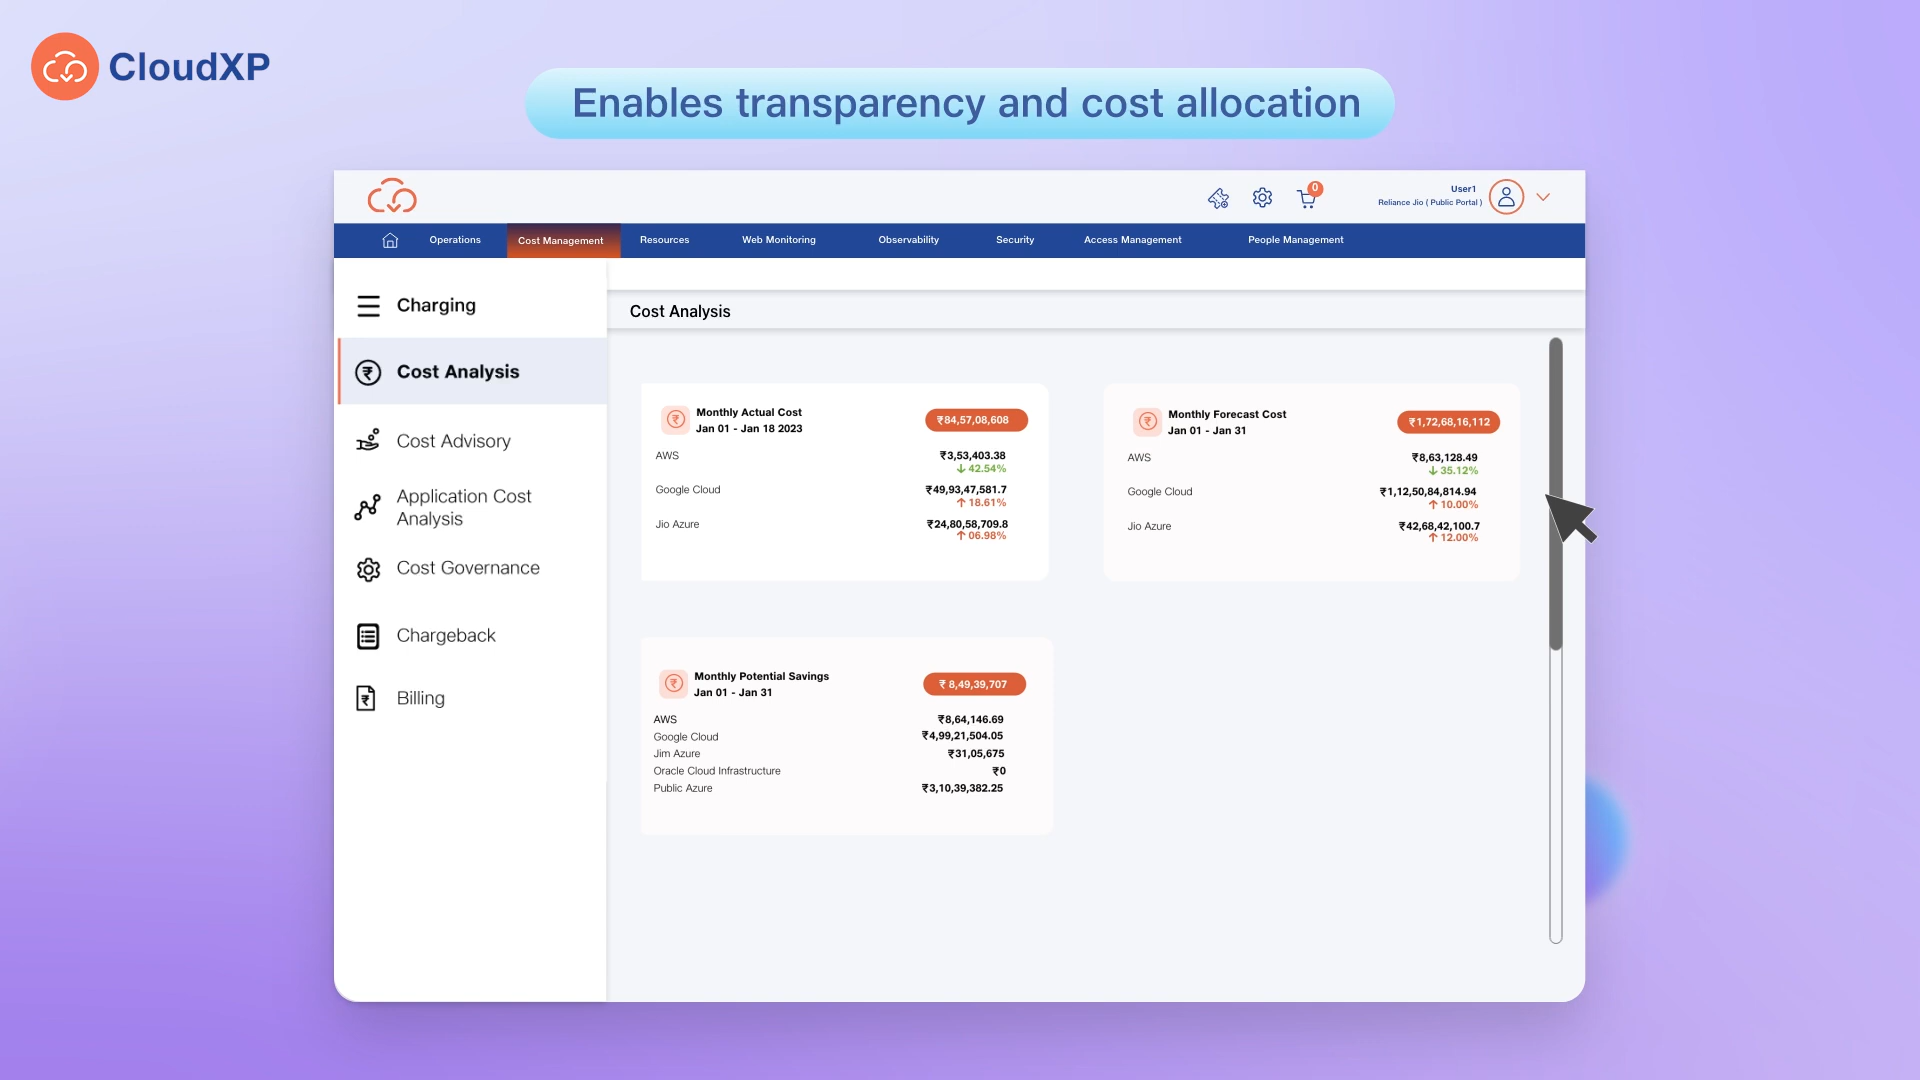 CloudXP
Enables transparency and cost allocation
0
User1
Reliance Jio ( Public Portal )
Operations
Cost Management
Resources
Web Monitoring
Observability
Security
Access Management
People Management
Charging
Cost Analysis
Cost Advisory
Application Cost
Analysis
Cost Governance
Chargeback
Billing
Cost Analysis
Monthly Actual Cost
Jan 01 - Jan 18 2023
₹84,57,08,608
AWS
₹3,53,403.38
↓ 42.54%
Google Cloud
₹49,93,47,581.7
↑ 18.61%
Jio Azure
₹24,80,58,709.8
↑ 06.98%
Monthly Forecast Cost
Jan 01 - Jan 31
₹1,72,68,16,112
AWS
₹8,63,128.49
↓ 35.12%
Google Cloud
₹1,12,50,84,814.94
↑ 10.00%
Jio Azure
₹42,68,42,100.7
↑ 12.00%
Monthly Potential Savings
Jan 01 - Jan 31
₹ 8,49,39,707
AWS ₹8,64,146.69
Google Cloud ₹4,99,21,504.05
Jim Azure ₹31,05,675
Oracle Cloud Infrastructure ₹0
Public Azure ₹3,10,39,382.25